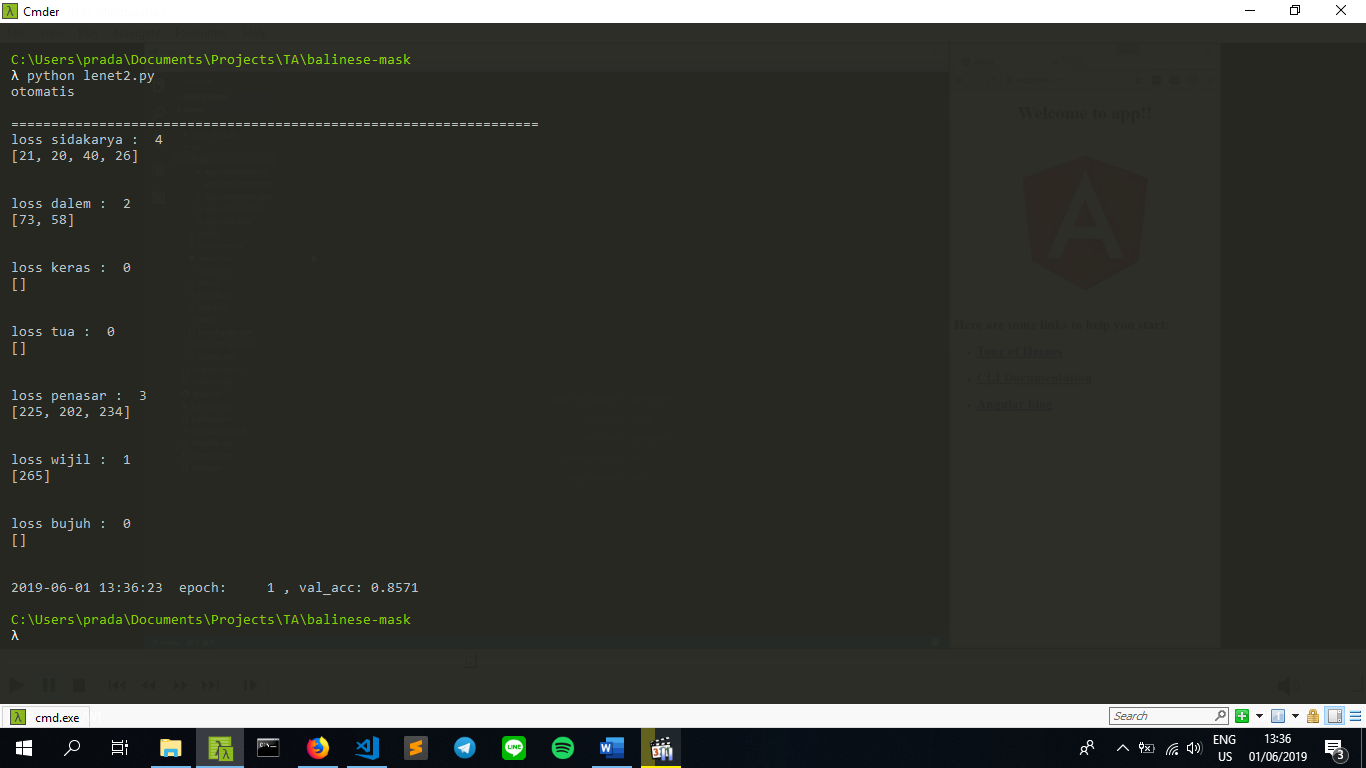 Cmder
C:\Users\prada\Documents\Projects\TA\balinese-mask
λ python lenet2.py
otomatis
==================================================================
loss sidakarya :  4
[21, 20, 40, 26]
loss dalem :  2
[73, 58]
loss keras :  0
[]
loss tua :  0
[]
loss penasar :  3
[225, 202, 234]
loss wijil :  1
[265]
loss bujuh :  0
[]
2019-06-01 13:36:23  epoch:     1 , val_acc: 0.8571
C:\Users\prada\Documents\Projects\TA\balinese-mask
λ
Welcome to app!!
Here are some links to help you start:
Tour of Heroes
CLI Documentation
Angular blog
cmd.exe
Search
ENG
US
13:36
01/06/2019
3